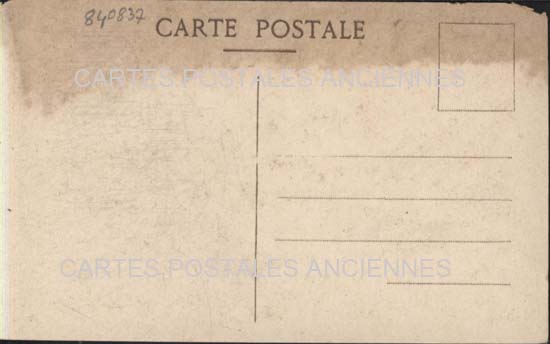 840837
CARTE POSTALE
CARTES POSTALES ANCIENNES
CARTES POSTALES ANCIENNES